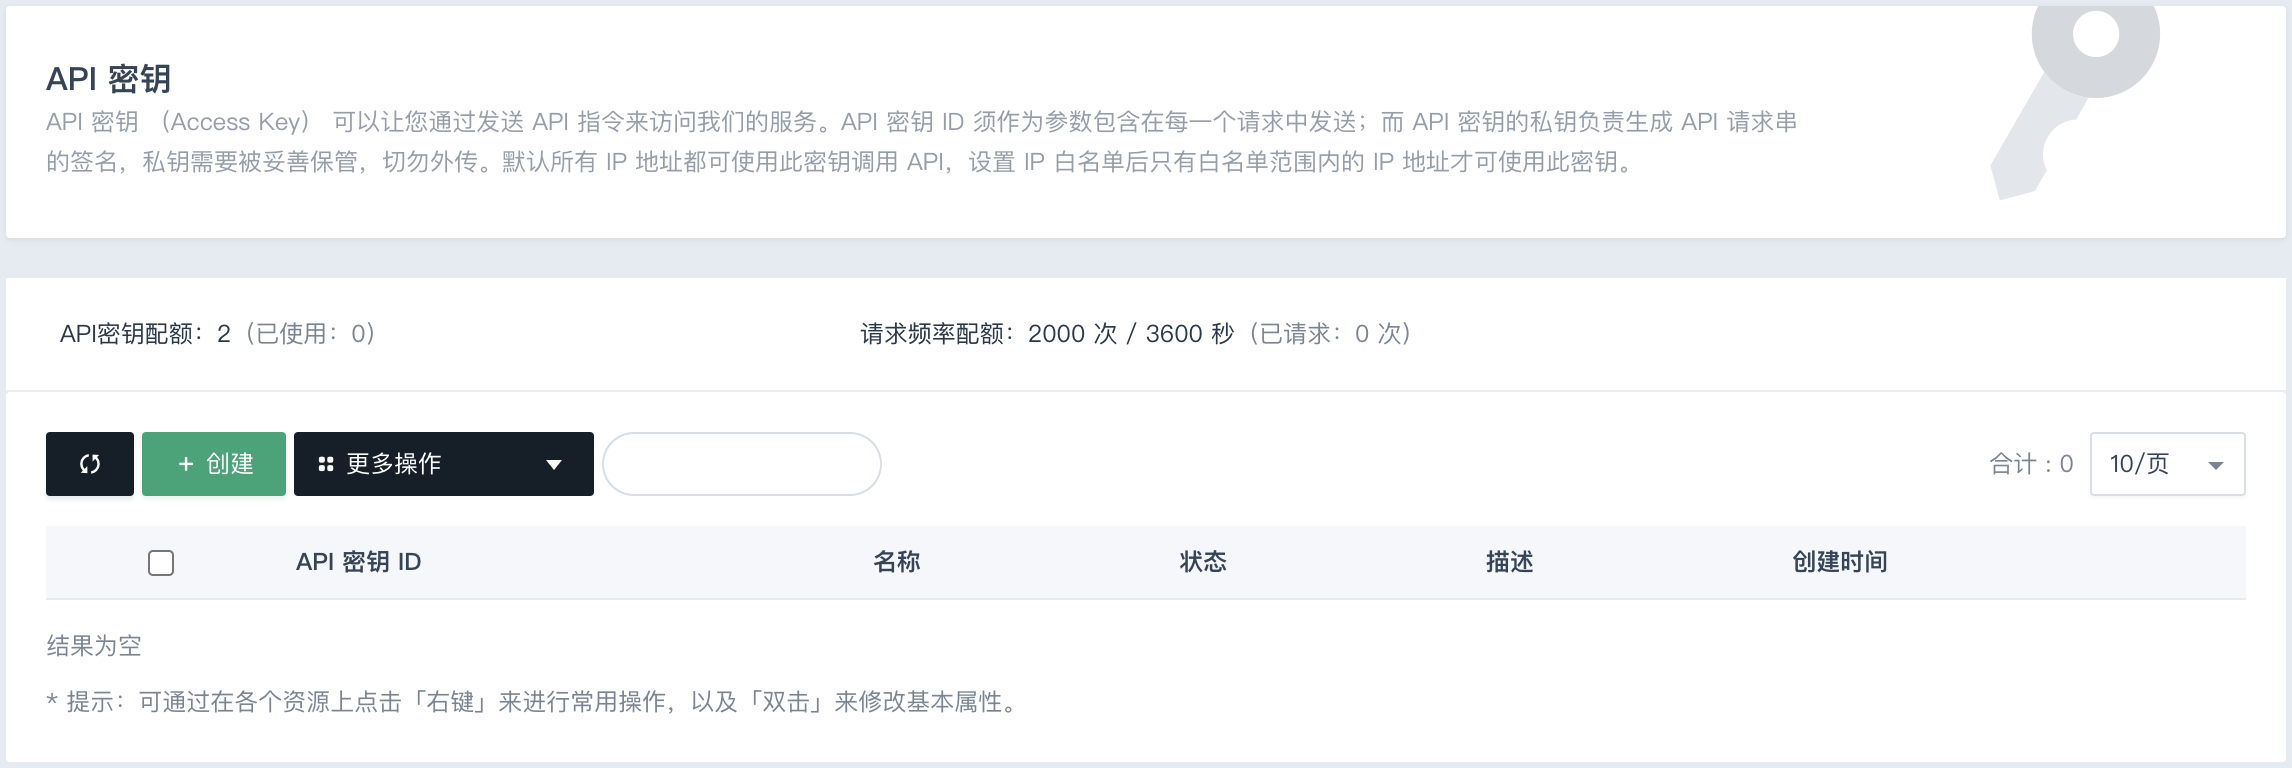 API 密钥
API 密钥 （Access Key） 可以让您通过发送 API 指令来访问我们的服务。API 密钥 ID 须作为参数包含在每一个请求中发送；而 API 密钥的私钥负责生成 API 请求串
的签名，私钥需要被妥善保管，切勿外传。默认所有 IP 地址都可使用此密钥调用 API，设置 IP 白名单后只有白名单范围内的 IP 地址才可使用此密钥。
API密钥配额：2（已使用：0） 请求频率配额：2000 次 / 3600 秒（已请求：0 次）
+ 创建 更多操作 合计 : 0 10/页
API 密钥 ID 名称 状态 描述 创建时间
结果为空
* 提示：可通过在各个资源上点击「右键」来进行常用操作，以及「双击」来修改基本属性。